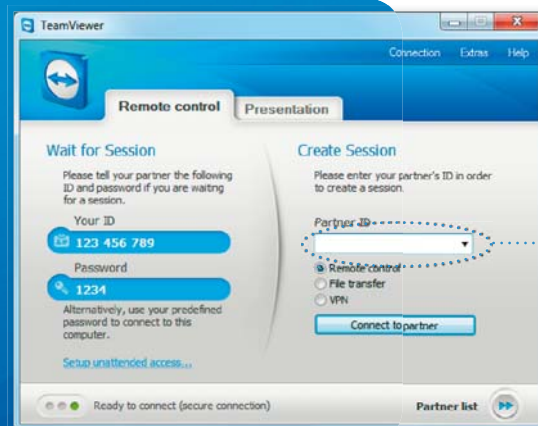 TeamViewer
Connection Extras Help
Remote control Presentation
Wait for Session
Please tell your partner the following
ID and password if you are waiting
for a session.
Your ID
123 456 789
Password
1234
Alternatively, use your predefined
password to connect to this
computer.
Setup unattended access...
Create Session
Please enter your partner's ID in order
to create a session.
Partner ID
Remote control
File transfer
VPN
Connect to partner
Ready to connect (secure connection)
Partner list